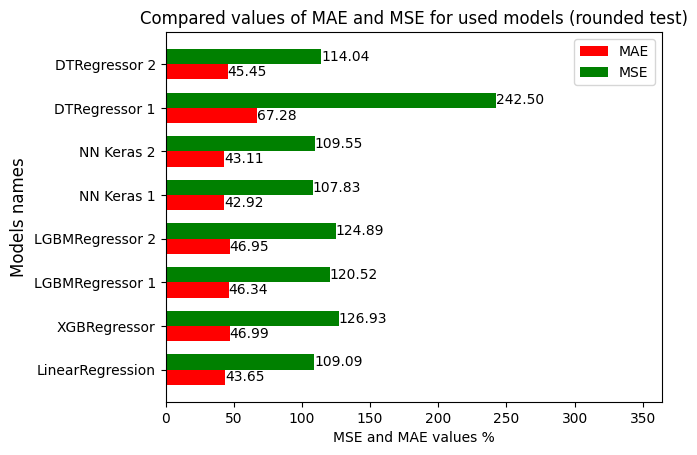 Compared values of MAE and MSE for used models (rounded test)
MAE
MSE
Models names
DTRegressor 2
114.04
45.45
DTRegressor 1
242.50
67.28
NN Keras 2
109.55
43.11
NN Keras 1
107.83
42.92
LGBMRegressor 2
124.89
46.95
LGBMRegressor 1
120.52
46.34
XGBRegressor
126.93
46.99
LinearRegression
109.09
43.65
0 50 100 150 200 250 300 350
MSE and MAE values %